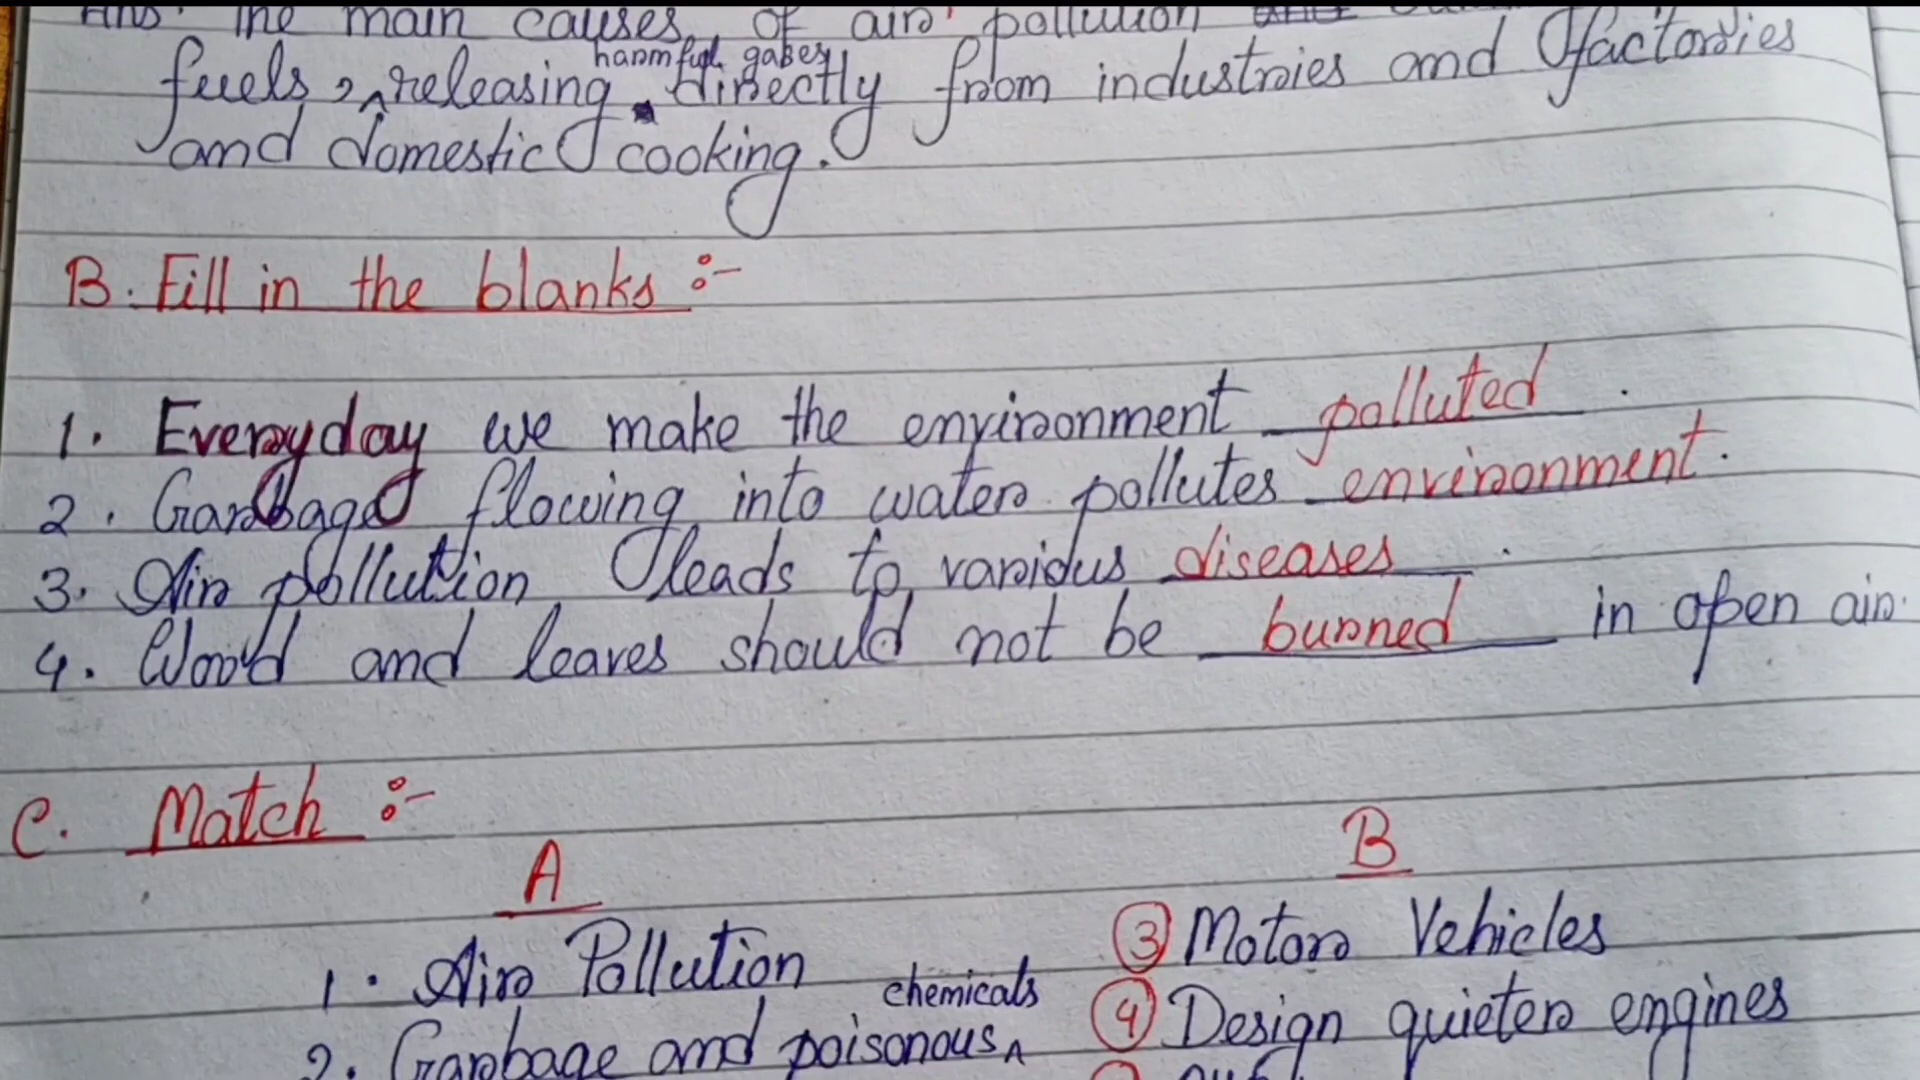 Ans. The main causes of air pollution
harmful gases
fuels, releasing directly from industries and factories
and domestic cooking.
B. Fill in the blanks :-
1. Everyday we make the environment polluted.
2. Garbage flowing into water pollutes environment.
3. Air pollution leads to various diseases.
4. Wood and leaves should not be burned in open air.
C. Match :-
A B
1. Air Pollution ③ Motor Vehicles
chemicals
2. Garbage and poisonous ④ Design quieter engines